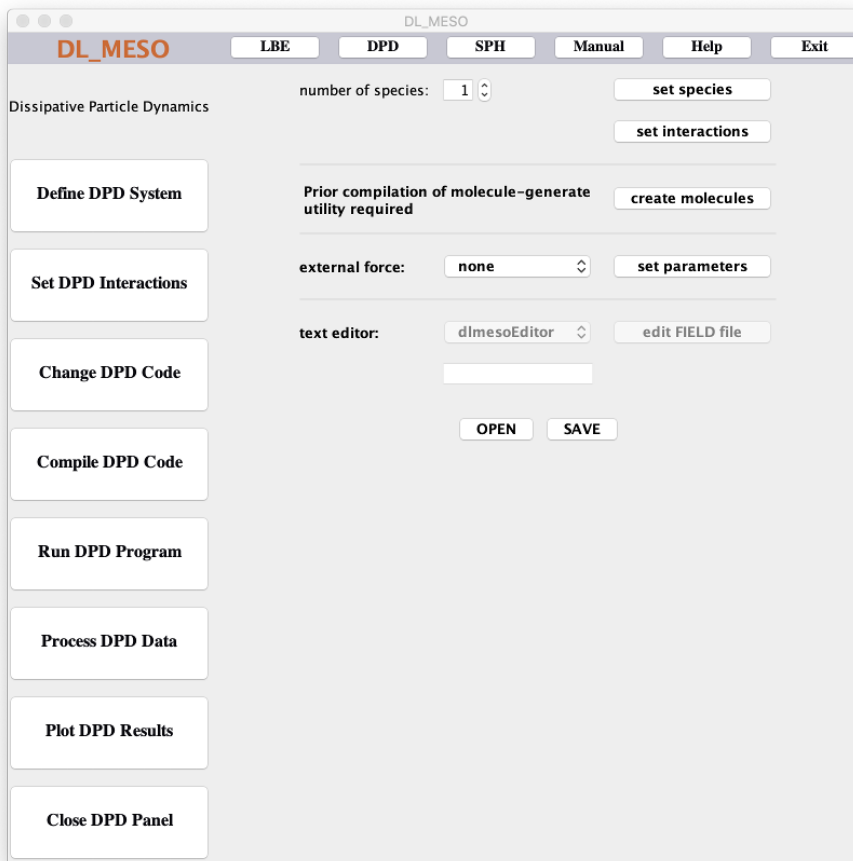 DL_MESO
DL_MESO LBE DPD SPH Manual Help Exit
Dissipative Particle Dynamics
number of species: 1 set species
set interactions
Define DPD System
Prior compilation of molecule-generate
utility required
create molecules
external force: none set parameters
Set DPD Interactions
text editor: dlmesoEditor edit FIELD file
Change DPD Code
OPEN SAVE
Compile DPD Code
Run DPD Program
Process DPD Data
Plot DPD Results
Close DPD Panel